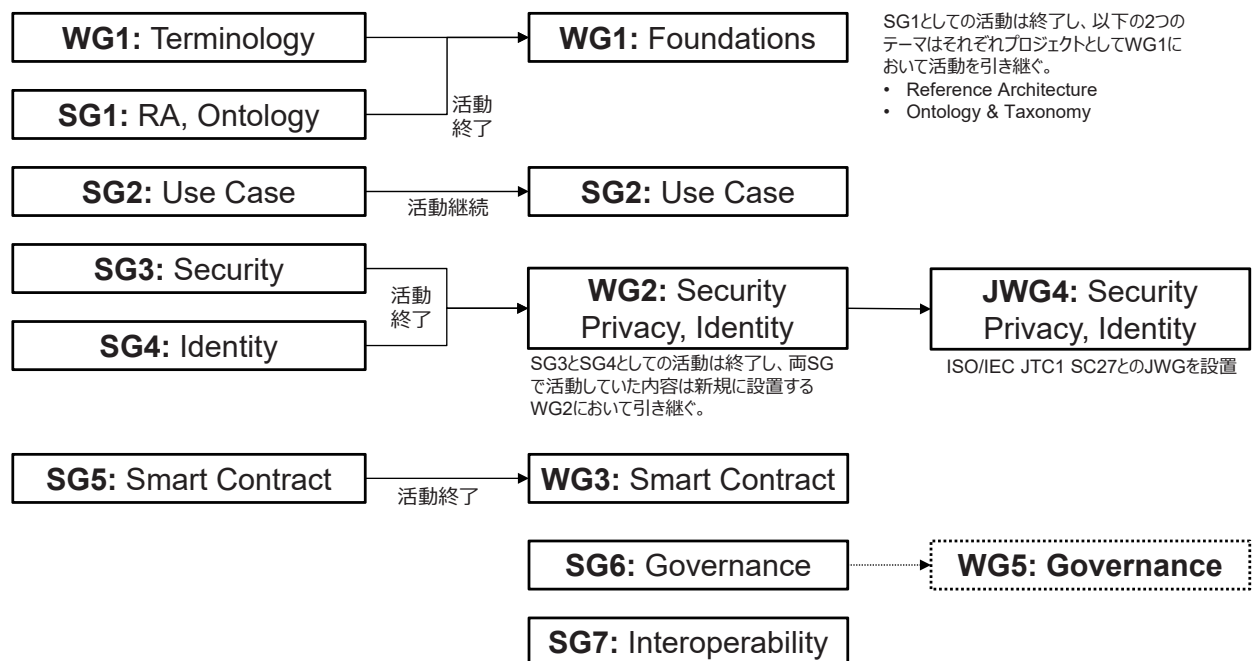 WG1: Terminology
WG1: Foundations
SG1としての活動は終了し、以下の2つの
テーマはそれぞれプロジェクトとしてWG1に
おいて活動を引き継ぐ。
• Reference Architecture
• Ontology & Taxonomy
SG1: RA, Ontology
活動
終了
SG2: Use Case
活動継続
SG2: Use Case
SG3: Security
SG4: Identity
活動
終了
WG2: Security
Privacy, Identity
SG3とSG4としての活動は終了し、両SG
で活動していた内容は新規に設置する
WG2において引き継ぐ。
JWG4: Security
Privacy, Identity
ISO/IEC JTC1 SC27とのJWGを設置
SG5: Smart Contract
活動終了
WG3: Smart Contract
SG6: Governance
WG5: Governance
SG7: Interoperability